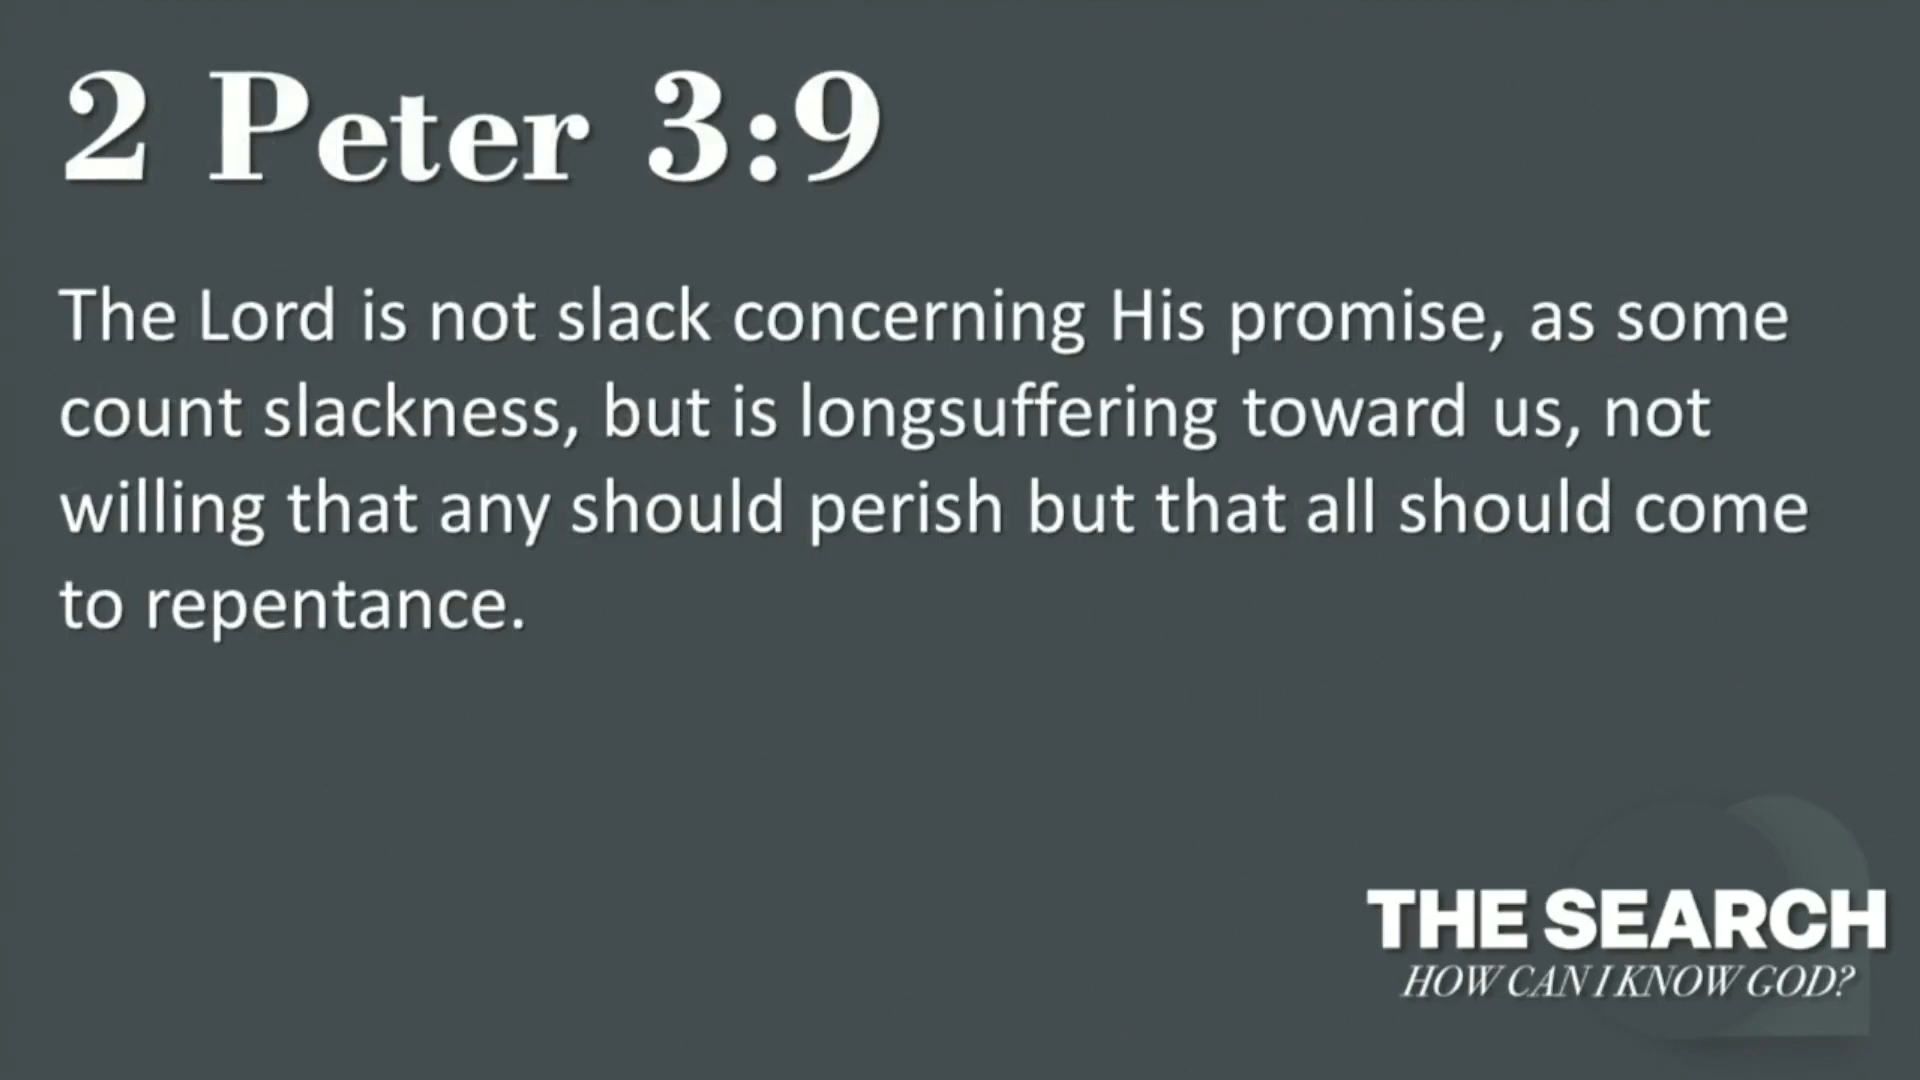 2 Peter 3:9
The Lord is not slack concerning His promise, as some
count slackness, but is longsuffering toward us, not
willing that any should perish but that all should come
to repentance.
THE SEARCH
HOW CAN I KNOW GOD?